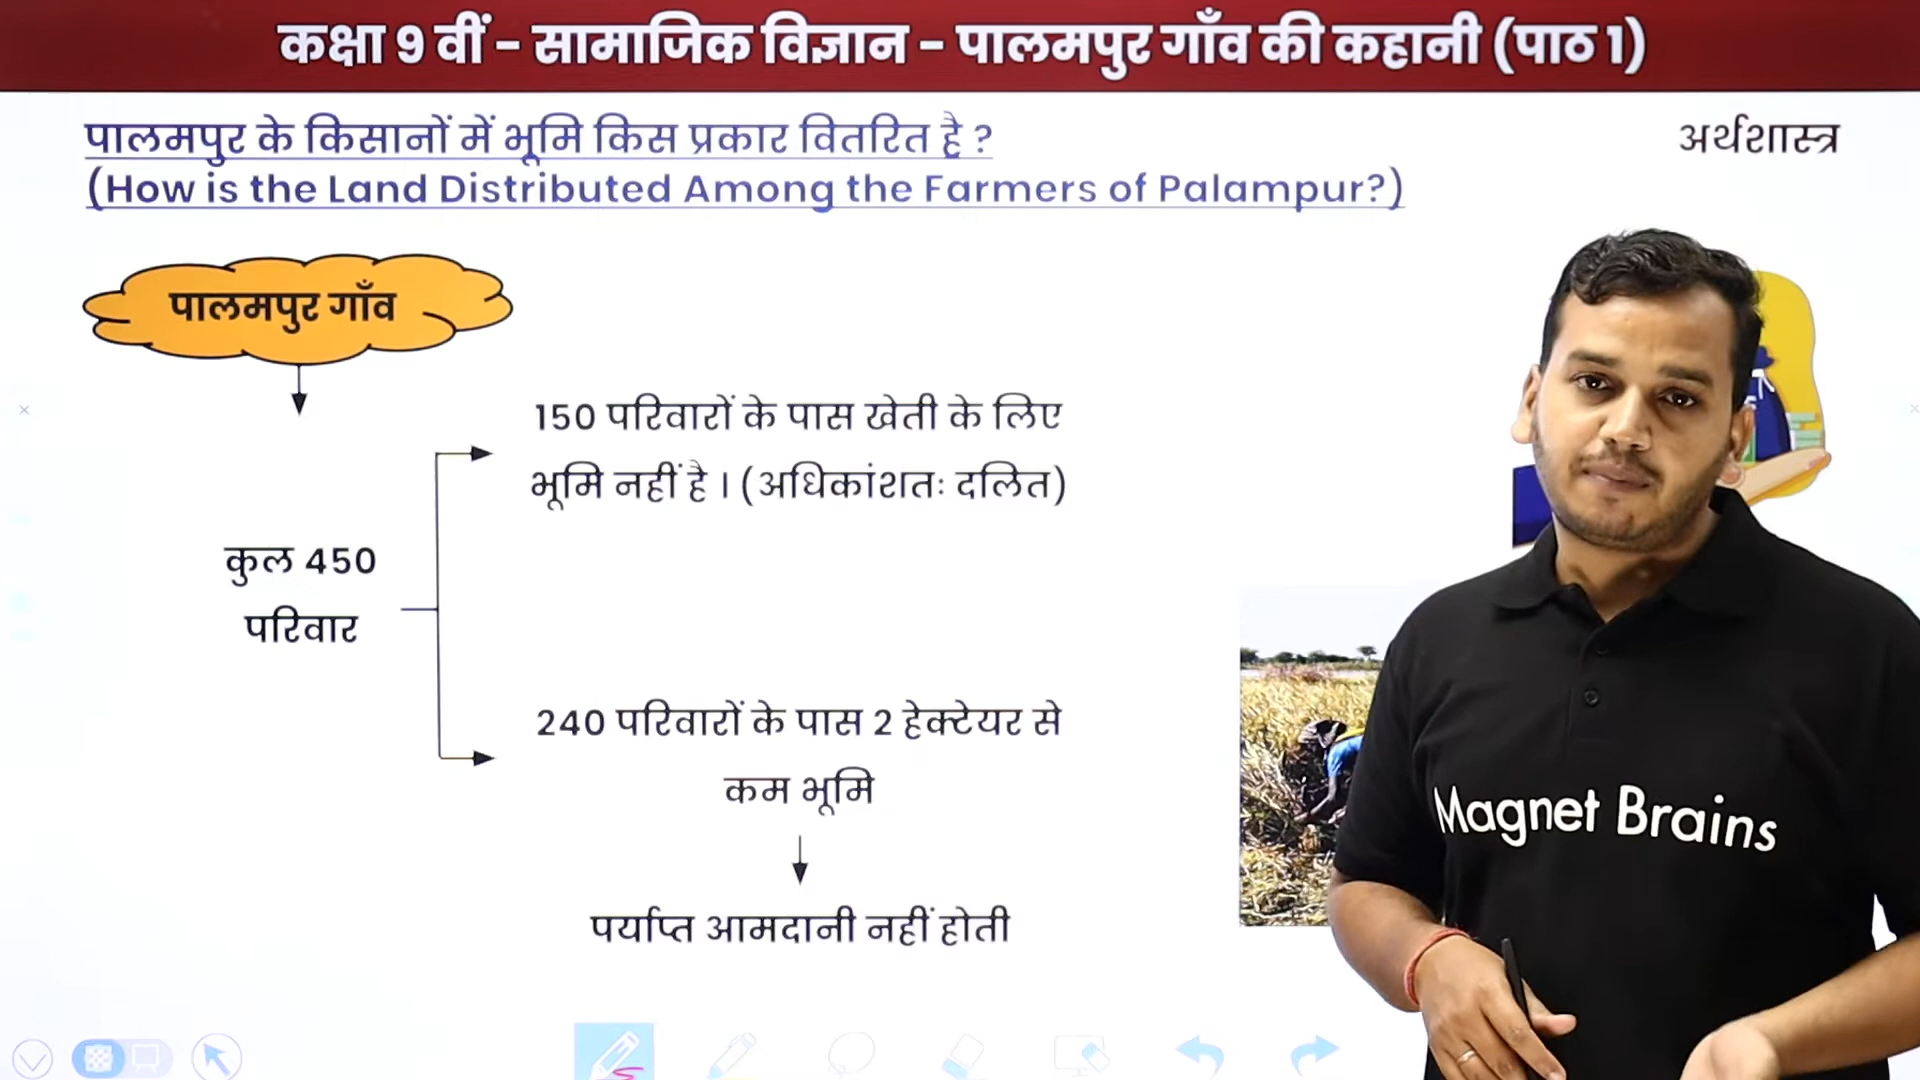 कक्षा 9 वीं - सामाजिक विज्ञान - पालमपुर गाँव की कहानी (पाठ 1)
पालमपुर के किसानों में भूमि किस प्रकार वितरित है ?
(How is the Land Distributed Among the Farmers of Palampur?)
अर्थशास्त्र
पालमपुर गाँव
150 परिवारों के पास खेती के लिए
भूमि नहीं है । (अधिकांशतः दलित)
कुल 450
परिवार
240 परिवारों के पास 2 हेक्टेयर से
कम भूमि
पर्याप्त आमदानी नहीं होती
Magnet Brains